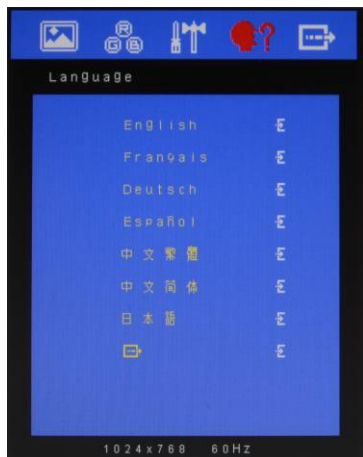 R G B ?
Language
English
Français
Deutsch
Español
中文繁體
中文简体
日本語
1024x768 60Hz